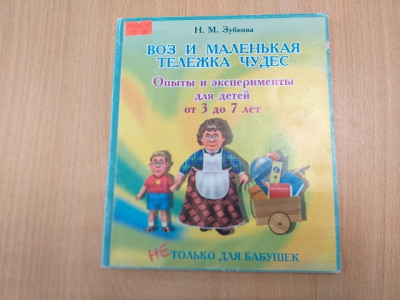 Н. М. Зубкова
ВОЗ И МАЛЕНЬКАЯ
ТЕЛЕЖКА ЧУДЕС
Опыты и эксперименты
для детей
от 3 до 7 лет
НЕ ТОЛЬКО ДЛЯ БАБУШЕК